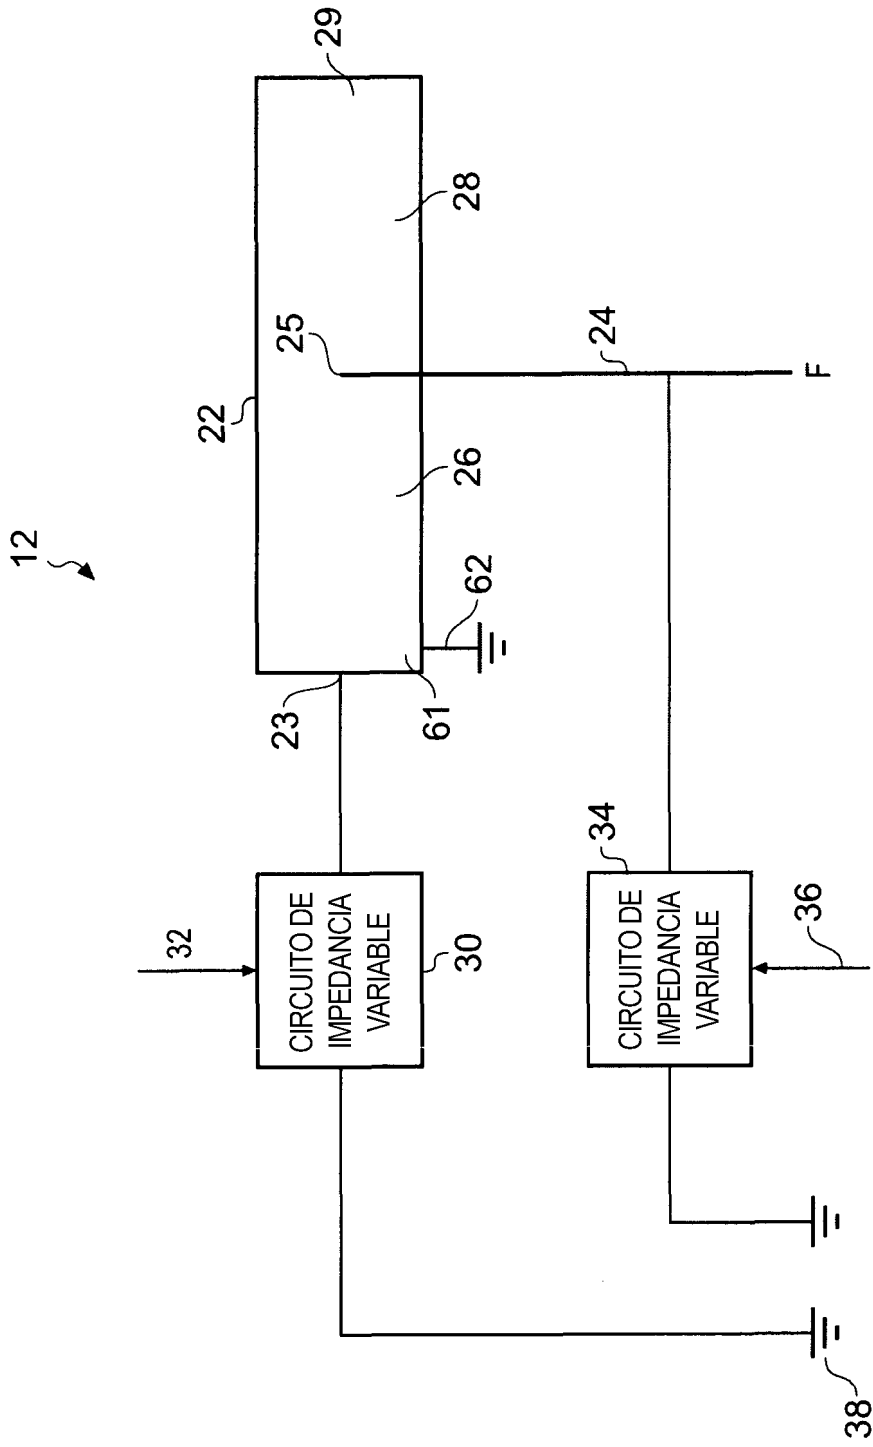 12
22
25
29
28
26
24
F
62
61
23
32
CIRCUITO DE
IMPEDANCIA
VARIABLE
30
34
CIRCUITO DE
IMPEDANCIA
VARIABLE
36
38